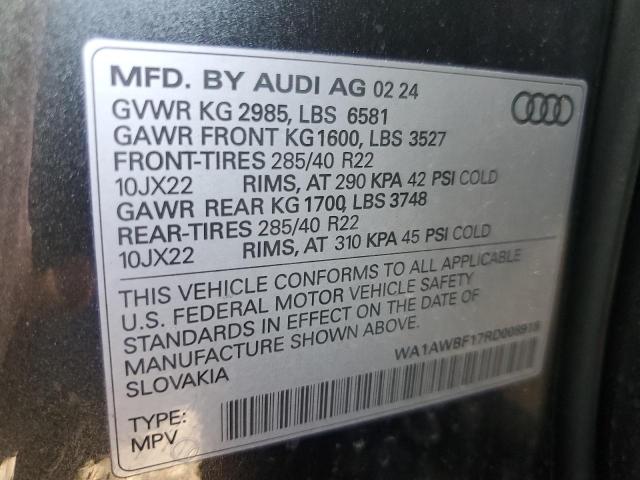 MFD. BY AUDI AG 02 24
GVWR KG 2985, LBS 6581
GAWR FRONT KG 1600, LBS 3527
FRONT-TIRES 285/40 R22
10JX22 RIMS, AT 290 KPA 42 PSI COLD
GAWR REAR KG 1700, LBS 3748
REAR-TIRES 285/40 R22
10JX22 RIMS, AT 310 KPA 45 PSI COLD
THIS VEHICLE CONFORMS TO ALL APPLICABLE
U.S. FEDERAL MOTOR VEHICLE SAFETY
STANDARDS IN EFFECT ON THE DATE OF
MANUFACTURE SHOWN ABOVE.
SLOVAKIA
WA1AWBF17RD008918
TYPE:
MPV